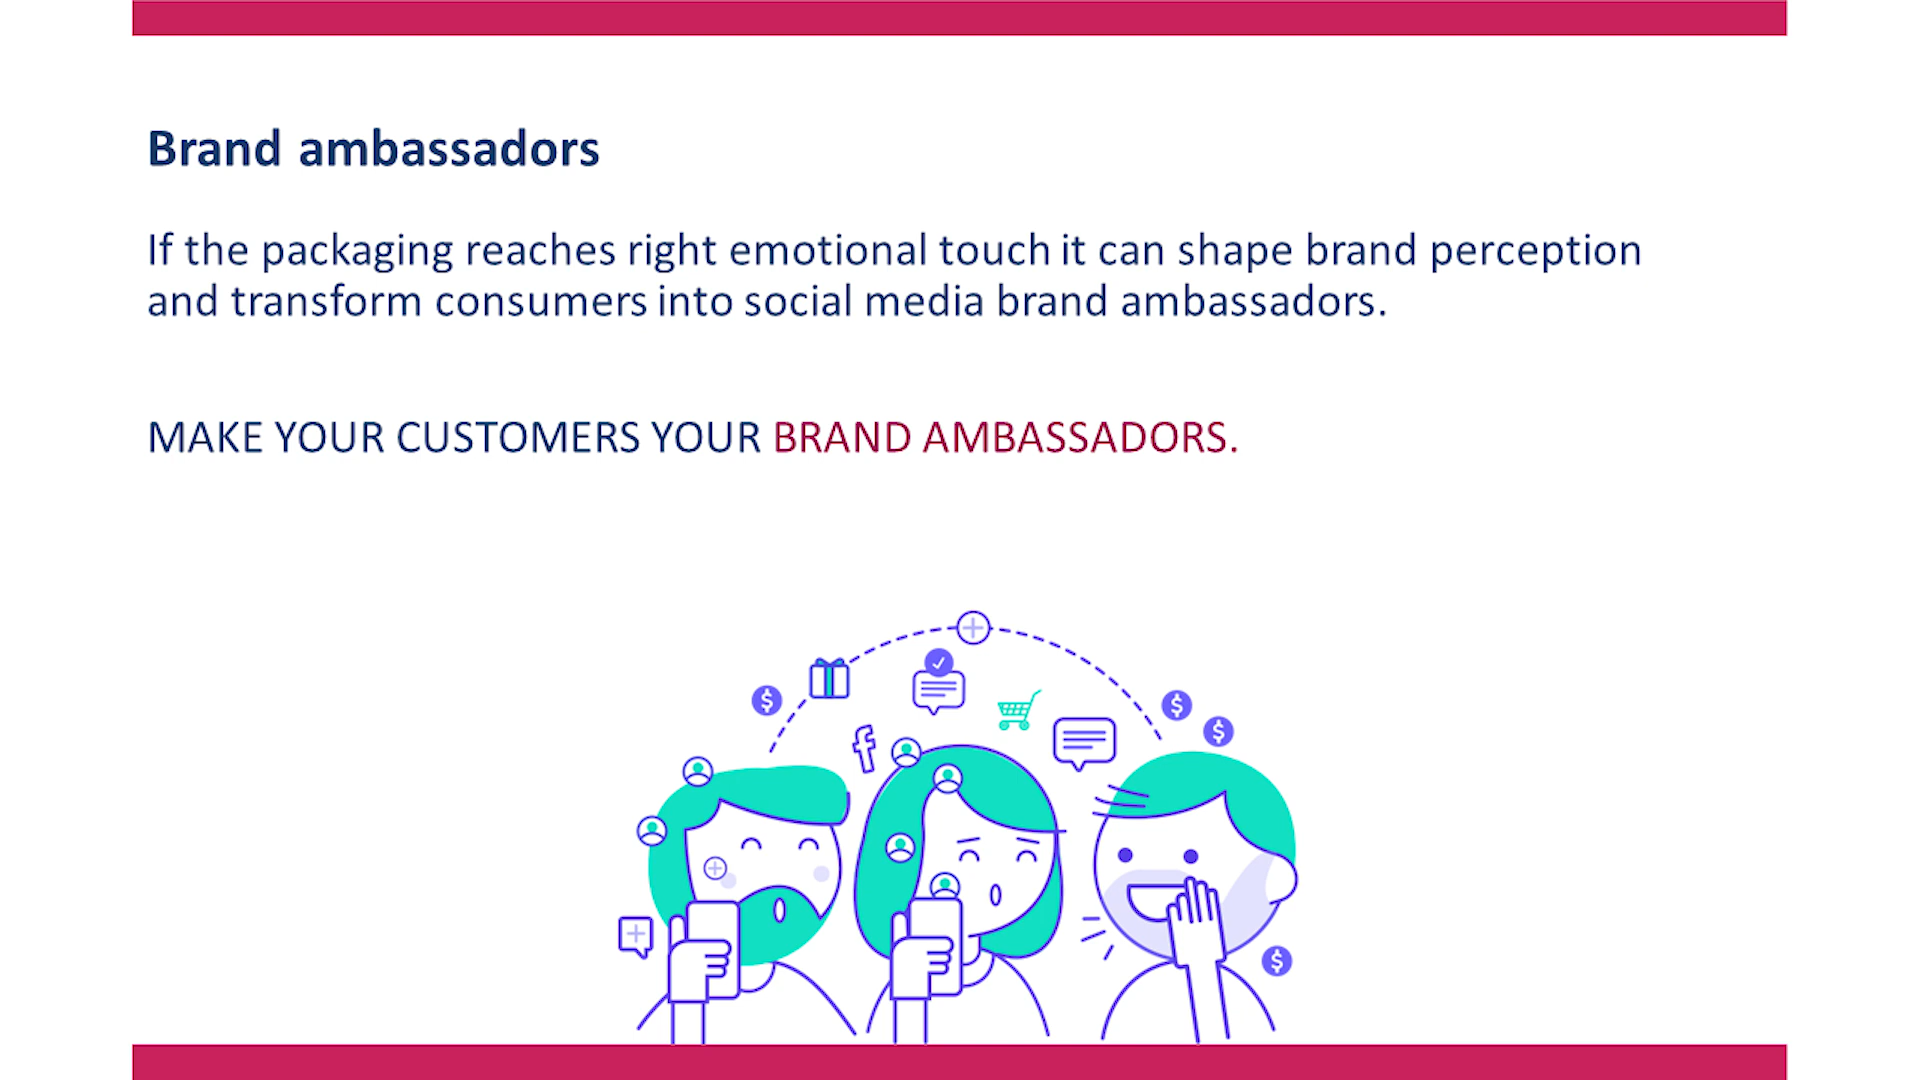 Brand ambassadors
If the packaging reaches right emotional touch it can shape brand perception
and transform consumers into social media brand ambassadors.
MAKE YOUR CUSTOMERS YOUR BRAND AMBASSADORS.